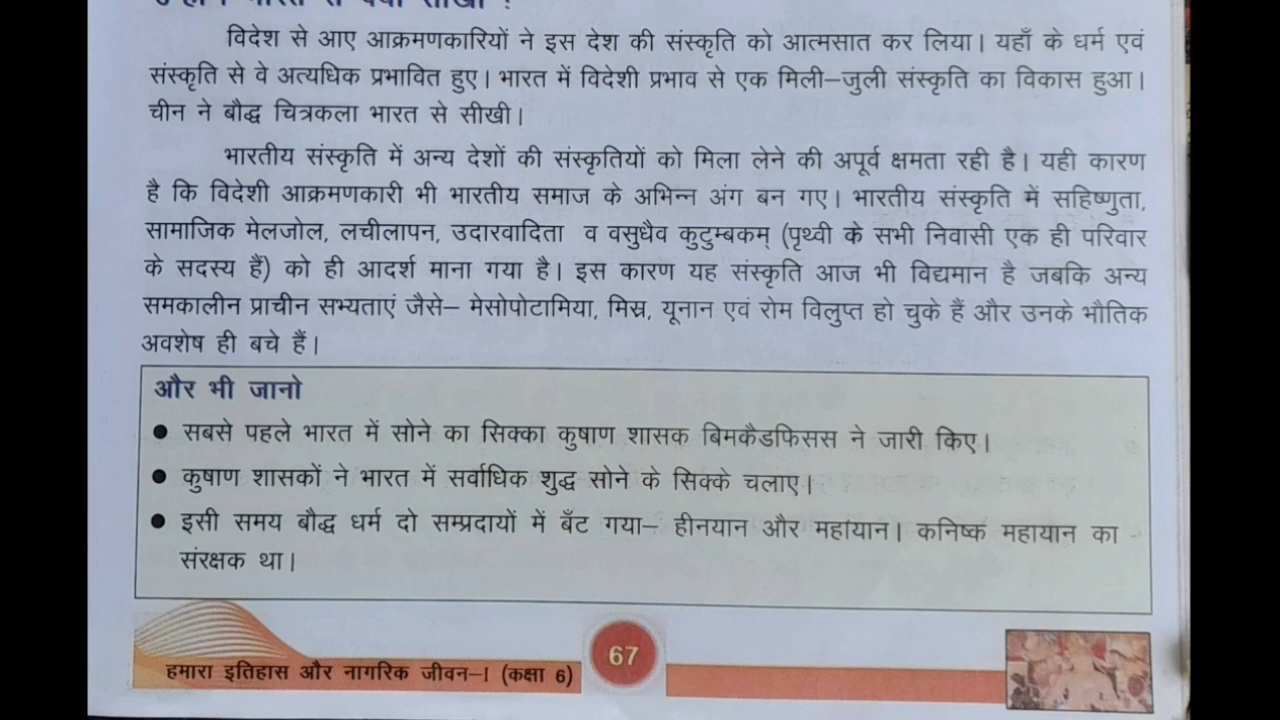 विदेश से आए आक्रमणकारियों ने इस देश की संस्कृति को आत्मसात कर लिया। यहाँ के धर्म एवं
संस्कृति से वे अत्यधिक प्रभावित हुए। भारत में विदेशी प्रभाव से एक मिली–जुली संस्कृति का विकास हुआ।
चीन ने बौद्ध चित्रकला भारत से सीखी।
भारतीय संस्कृति में अन्य देशों की संस्कृतियों को मिला लेने की अपूर्व क्षमता रही है। यही कारण
है कि विदेशी आक्रमणकारी भी भारतीय समाज के अभिन्न अंग बन गए। भारतीय संस्कृति में सहिष्णुता,
सामाजिक मेलजोल, लचीलापन, उदारवादिता व वसुधैव कुटुम्बकम् (पृथ्वी के सभी निवासी एक ही परिवार
के सदस्य हैं) को ही आदर्श माना गया है। इस कारण यह संस्कृति आज भी विद्यमान है जबकि अन्य
समकालीन प्राचीन सभ्यताएं जैसे– मेसोपोटामिया, मिस्र, यूनान एवं रोम विलुप्त हो चुके हैं और उनके भौतिक
अवशेष ही बचे हैं।
और भी जानो
● सबसे पहले भारत में सोने का सिक्का कुषाण शासक बिमकैडफिसस ने जारी किए।
● कुषाण शासकों ने भारत में सर्वाधिक शुद्ध सोने के सिक्के चलाए।
● इसी समय बौद्ध धर्म दो सम्प्रदायों में बँट गया– हीनयान और महायान। कनिष्क महायान का
संरक्षक था।
हमारा इतिहास और नागरिक जीवन–I (कक्षा 6)
67